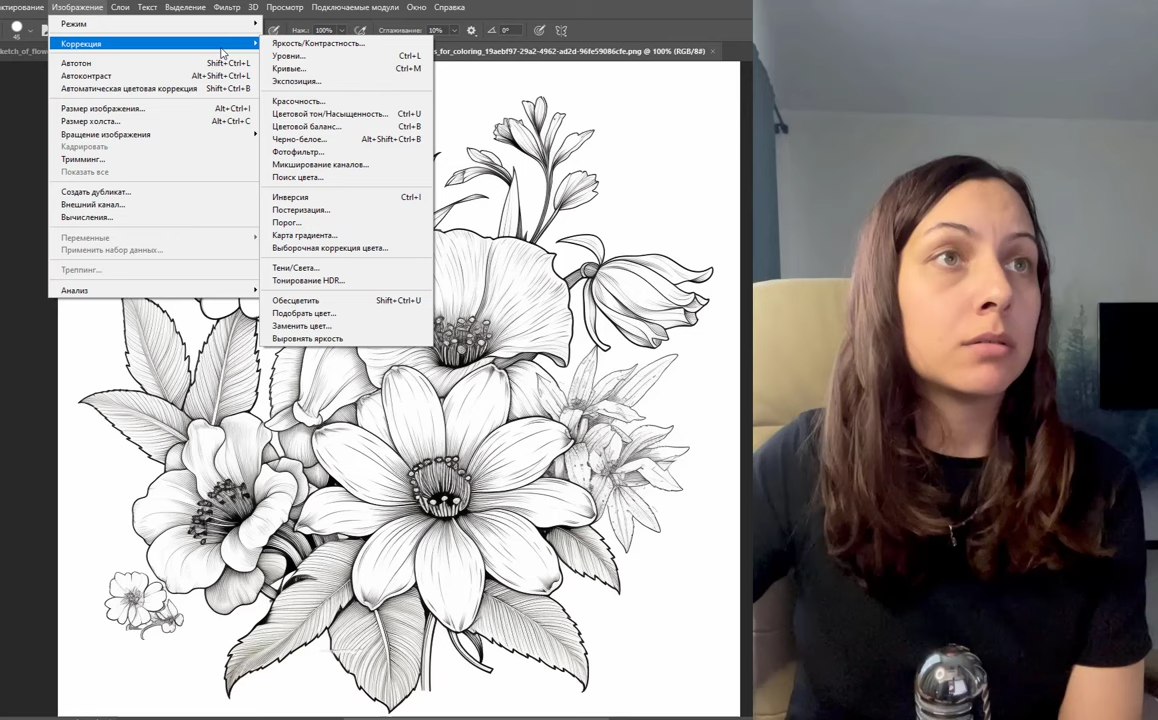 ктирование Изображение Слои Текст Выделение Фильтр 3D Просмотр Подключаемые модули Окно Справка
45 Наж.: 100% Сглаживание: 10% 0°
ketch_of_flow s_for_coloring_19aebf97-29a2-4962-ad2d-96fe59086cfe.png @ 100% (RGB/8#) ×
Режим
Коррекция
Автотон Shift+Ctrl+L
Автоконтраст Alt+Shift+Ctrl+L
Автоматическая цветовая коррекция Shift+Ctrl+B
Размер изображения... Alt+Ctrl+I
Размер холста... Alt+Ctrl+C
Вращение изображения
Кадрировать
Тримминг...
Показать все
Создать дубликат...
Внешний канал...
Вычисления...
Переменные
Применить набор данных...
Треппинг...
Анализ
Яркость/Контрастность...
Уровни... Ctrl+L
Кривые... Ctrl+M
Экспозиция...
Красочность...
Цветовой тон/Насыщенность... Ctrl+U
Цветовой баланс... Ctrl+B
Черно-белое... Alt+Shift+Ctrl+B
Фотофильтр...
Микширование каналов...
Поиск цвета...
Инверсия Ctrl+I
Постеризация...
Порог...
Карта градиента...
Выборочная коррекция цвета...
Тени/Света...
Тонирование HDR...
Обесцветить Shift+Ctrl+U
Подобрать цвет...
Заменить цвет...
Выровнять яркость